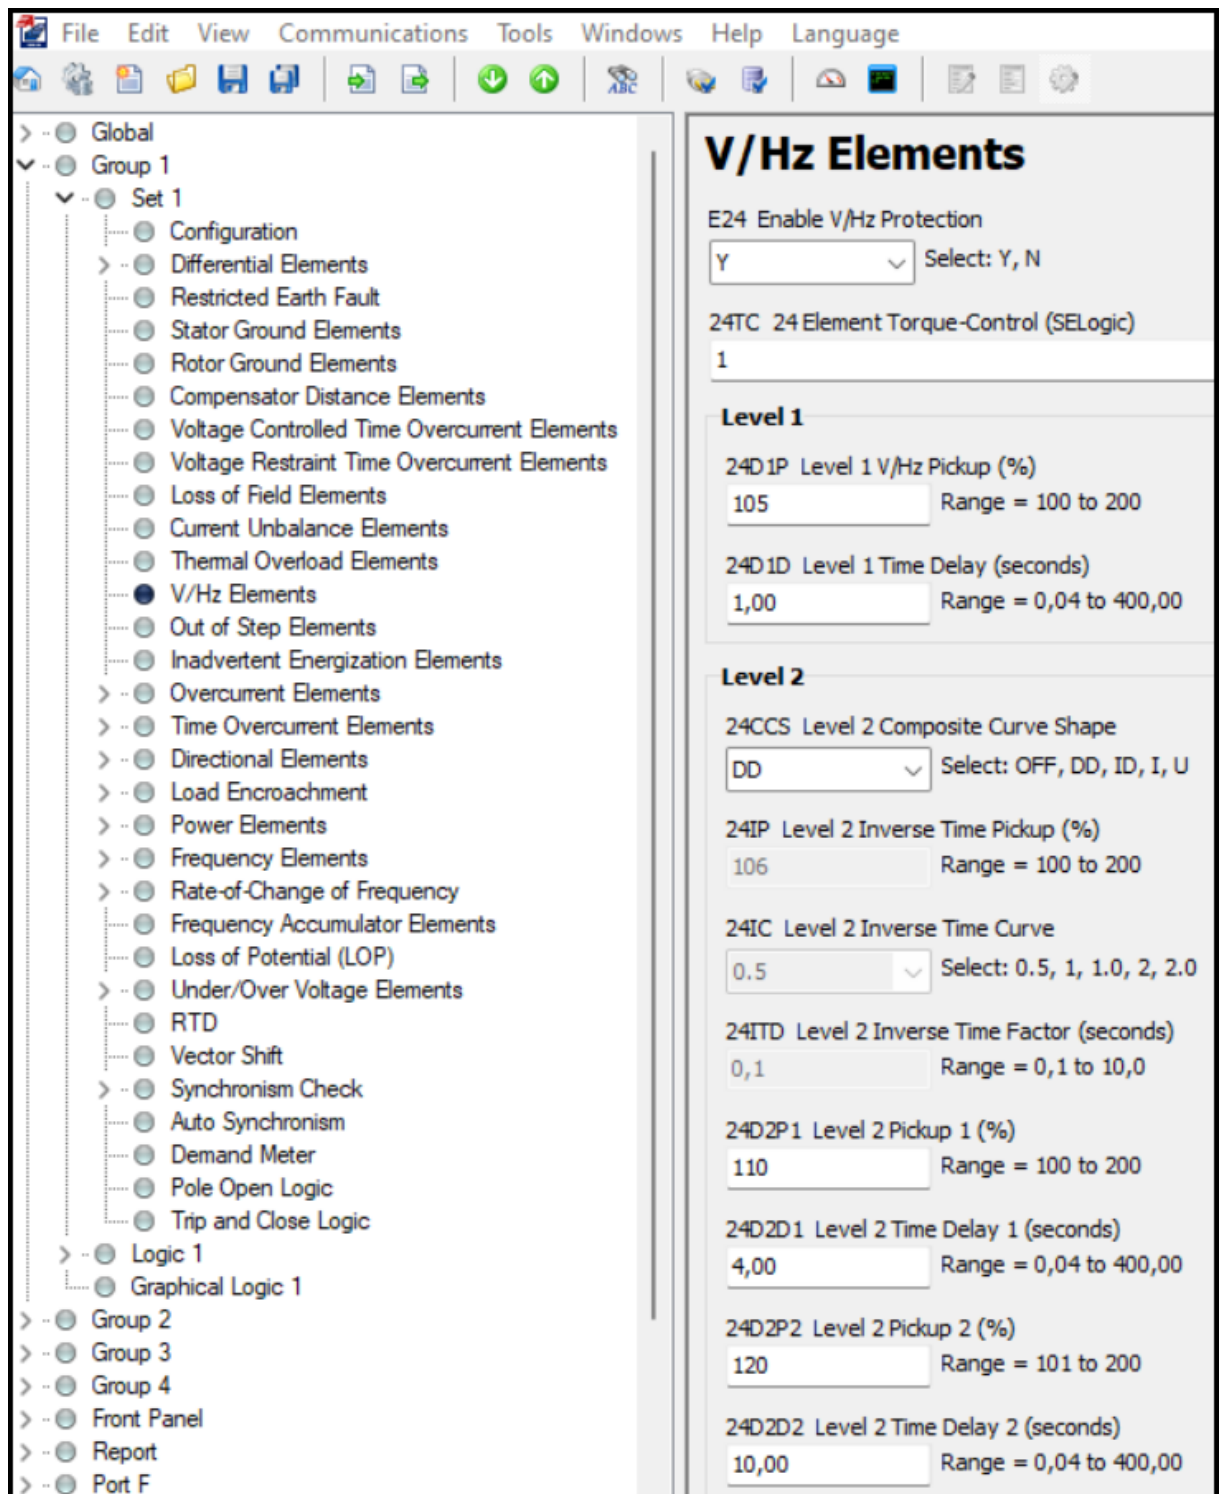 File Edit View Communications Tools Windows Help Language
ABC
Global
Group 1
Set 1
Configuration
Differential Elements
Restricted Earth Fault
Stator Ground Elements
Rotor Ground Elements
Compensator Distance Elements
Voltage Controlled Time Overcurrent Elements
Voltage Restraint Time Overcurrent Elements
Loss of Field Elements
Current Unbalance Elements
Thermal Overload Elements
V/Hz Elements
Out of Step Elements
Inadvertent Energization Elements
Overcurrent Elements
Time Overcurrent Elements
Directional Elements
Load Encroachment
Power Elements
Frequency Elements
Rate-of-Change of Frequency
Frequency Accumulator Elements
Loss of Potential (LOP)
Under/Over Voltage Elements
RTD
Vector Shift
Synchronism Check
Auto Synchronism
Demand Meter
Pole Open Logic
Trip and Close Logic
Logic 1
Graphical Logic 1
Group 2
Group 3
Group 4
Front Panel
Report
Port F
V/Hz Elements
E24 Enable V/Hz Protection
Y Select: Y, N
24TC 24 Element Torque-Control (SELogic)
1
Level 1
24D1P Level 1 V/Hz Pickup (%)
105 Range = 100 to 200
24D1D Level 1 Time Delay (seconds)
1,00 Range = 0,04 to 400,00
Level 2
24CCS Level 2 Composite Curve Shape
DD Select: OFF, DD, ID, I, U
24IP Level 2 Inverse Time Pickup (%)
106 Range = 100 to 200
24IC Level 2 Inverse Time Curve
0.5 Select: 0.5, 1, 1.0, 2, 2.0
24ITD Level 2 Inverse Time Factor (seconds)
0,1 Range = 0,1 to 10,0
24D2P1 Level 2 Pickup 1 (%)
110 Range = 100 to 200
24D2D1 Level 2 Time Delay 1 (seconds)
4,00 Range = 0,04 to 400,00
24D2P2 Level 2 Pickup 2 (%)
120 Range = 101 to 200
24D2D2 Level 2 Time Delay 2 (seconds)
10,00 Range = 0,04 to 400,00